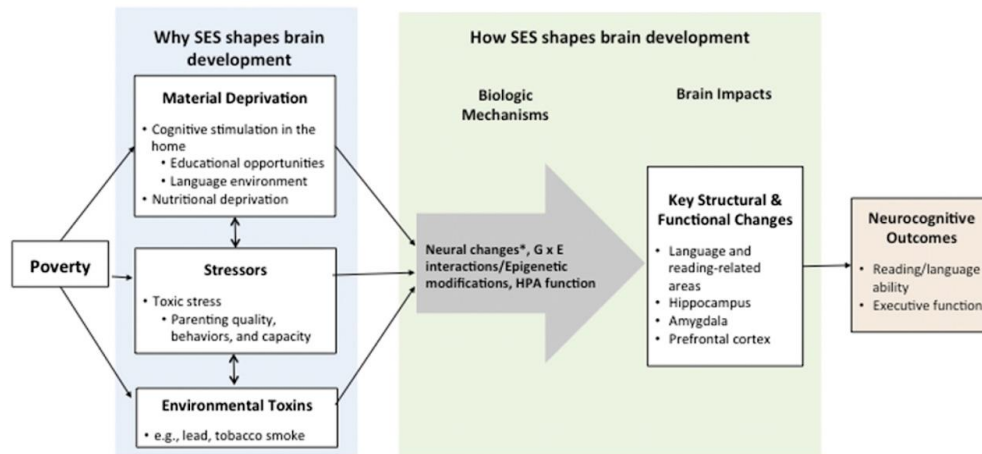 Why SES shapes brain
development
How SES shapes brain development
Material Deprivation
• Cognitive stimulation in the
home
• Educational opportunities
• Language environment
• Nutritional deprivation
Biologic
Mechanisms
Brain Impacts
Poverty
Stressors
• Toxic stress
• Parenting quality,
behaviors, and capacity
Environmental Toxins
• e.g., lead, tobacco smoke
Neural changes*, G x E
interactions/Epigenetic
modifications, HPA function
Key Structural &
Functional Changes
• Language and
reading-related
areas
• Hippocampus
• Amygdala
• Prefrontal cortex
Neurocognitive
Outcomes
• Reading/language
ability
• Executive function